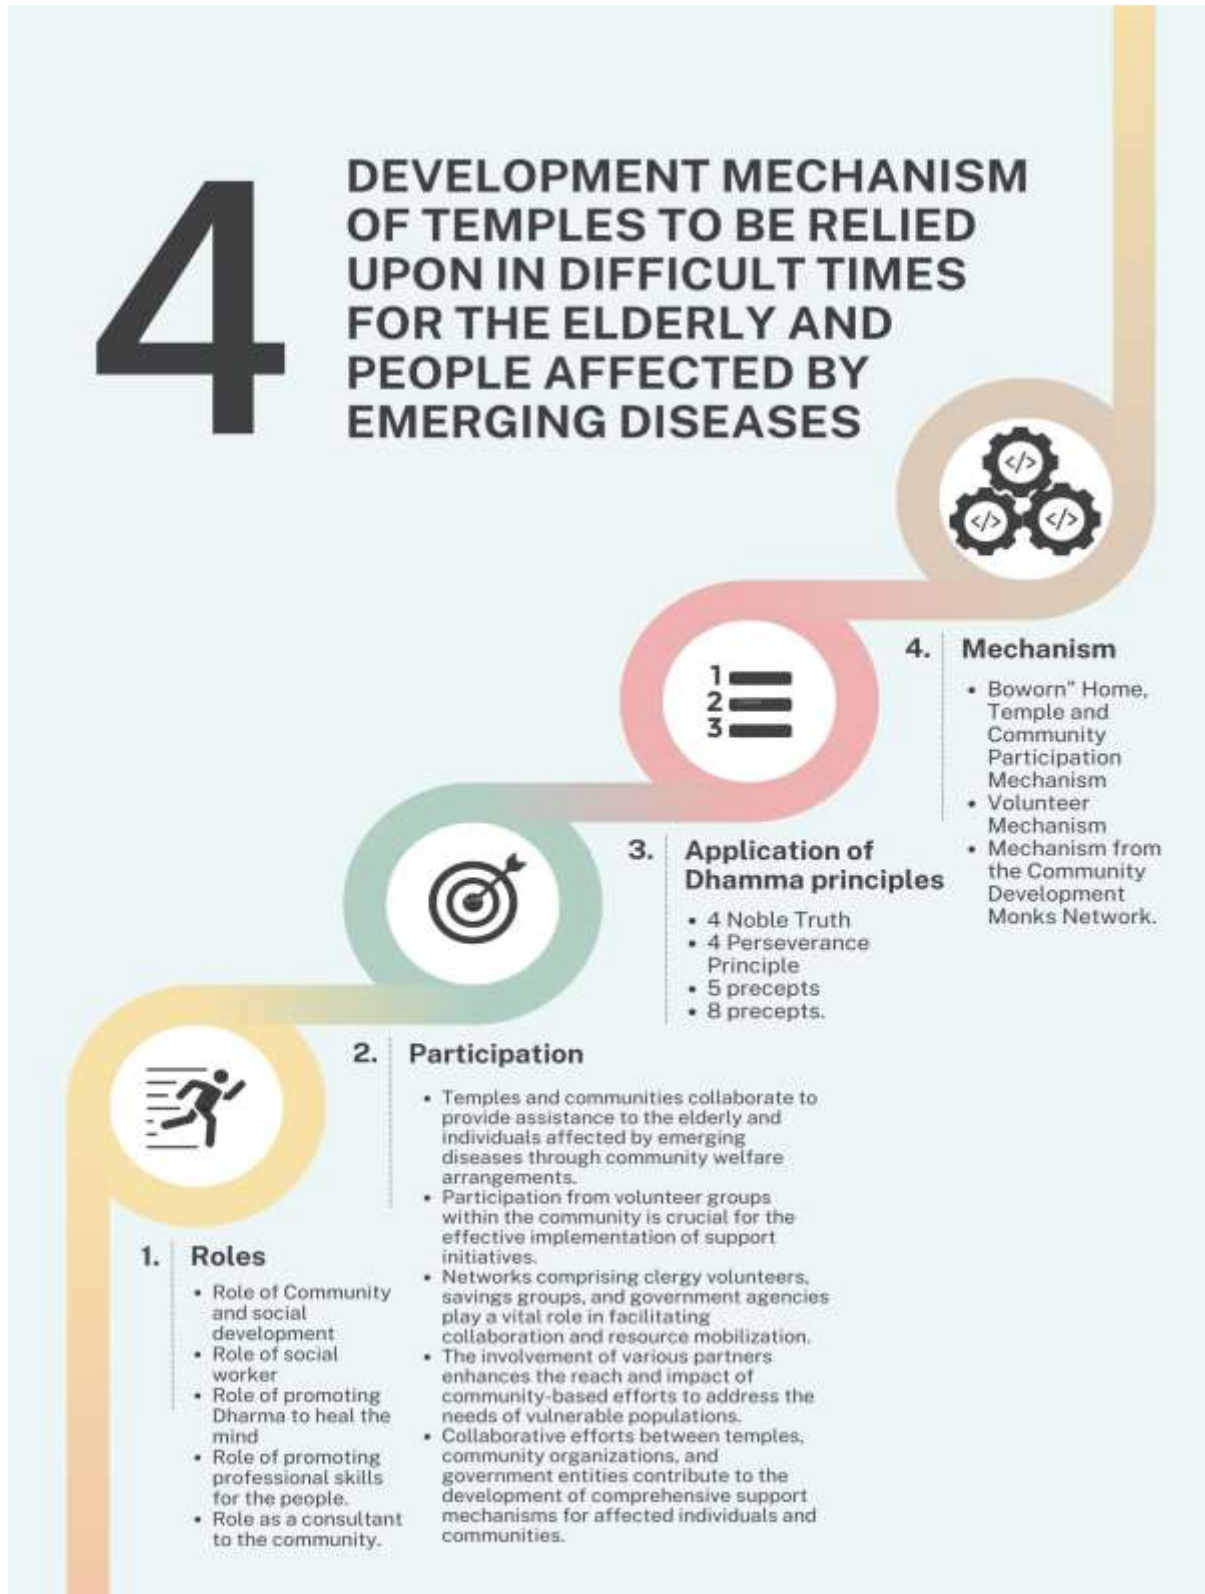 4
DEVELOPMENT MECHANISM
OF TEMPLES TO BE RELIED
UPON IN DIFFICULT TIMES
FOR THE ELDERLY AND
PEOPLE AFFECTED BY
EMERGING DISEASES
</>
</>
</>
1
2
3
1. Roles
• Role of Community
and social
development
• Role of social
worker
• Role of promoting
Dharma to heal the
mind
• Role of promoting
professional skills
for the people.
• Role as a consultant
to the community.
2. Participation
• Temples and communities collaborate to
provide assistance to the elderly and
individuals affected by emerging
diseases through community welfare
arrangements.
• Participation from volunteer groups
within the community is crucial for the
effective implementation of support
initiatives.
• Networks comprising clergy volunteers,
savings groups, and government agencies
play a vital role in facilitating
collaboration and resource mobilization.
• The involvement of various partners
enhances the reach and impact of
community-based efforts to address the
needs of vulnerable populations.
• Collaborative efforts between temples,
community organizations, and
government entities contribute to the
development of comprehensive support
mechanisms for affected individuals and
communities.
3. Application of
Dhamma principles
• 4 Noble Truth
• 4 Perseverance
Principle
• 5 precepts
• 8 precepts.
4. Mechanism
• Boworn" Home,
Temple and
Community
Participation
Mechanism
• Volunteer
Mechanism
• Mechanism from
the Community
Development
Monks Network.